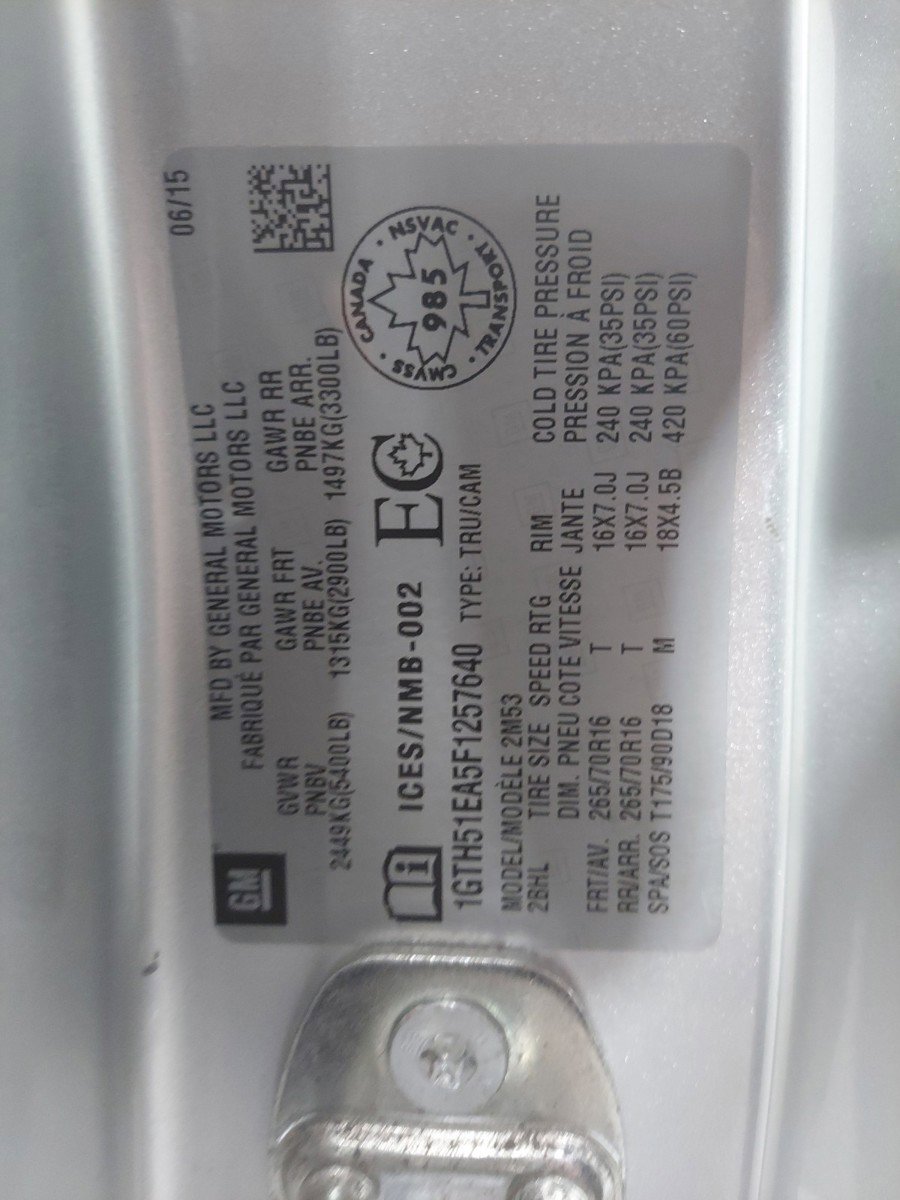 GM
MFD BY GENERAL MOTORS LLC 06/15
FABRIQUÉ PAR GENERAL MOTORS LLC
GVWR GAWR FRT GAWR RR
PNBV PNBE AV. PNBE ARR.
2449KG(5400LB) 1315KG(2900LB) 1497KG(3300LB)
i ICES/NMB-002 EC
CANADA · NSVAC · TRANSPORT · CMVSS ·
985
1GTH51EA5F1257640 TYPE: TRU/CAM
MODEL/MODÈLE 2M53
2BHL TIRE SIZE SPEED RTG RIM COLD TIRE PRESSURE
DIM. PNEU COTE VITESSE JANTE PRESSION À FROID
FRT/AV. 265/70R16 T 16X7.0J 240 KPA(35PSI)
RR/ARR. 265/70R16 T 16X7.0J 240 KPA(35PSI)
SPA/SOS T175/90D18 M 18X4.5B 420 KPA(60PSI)